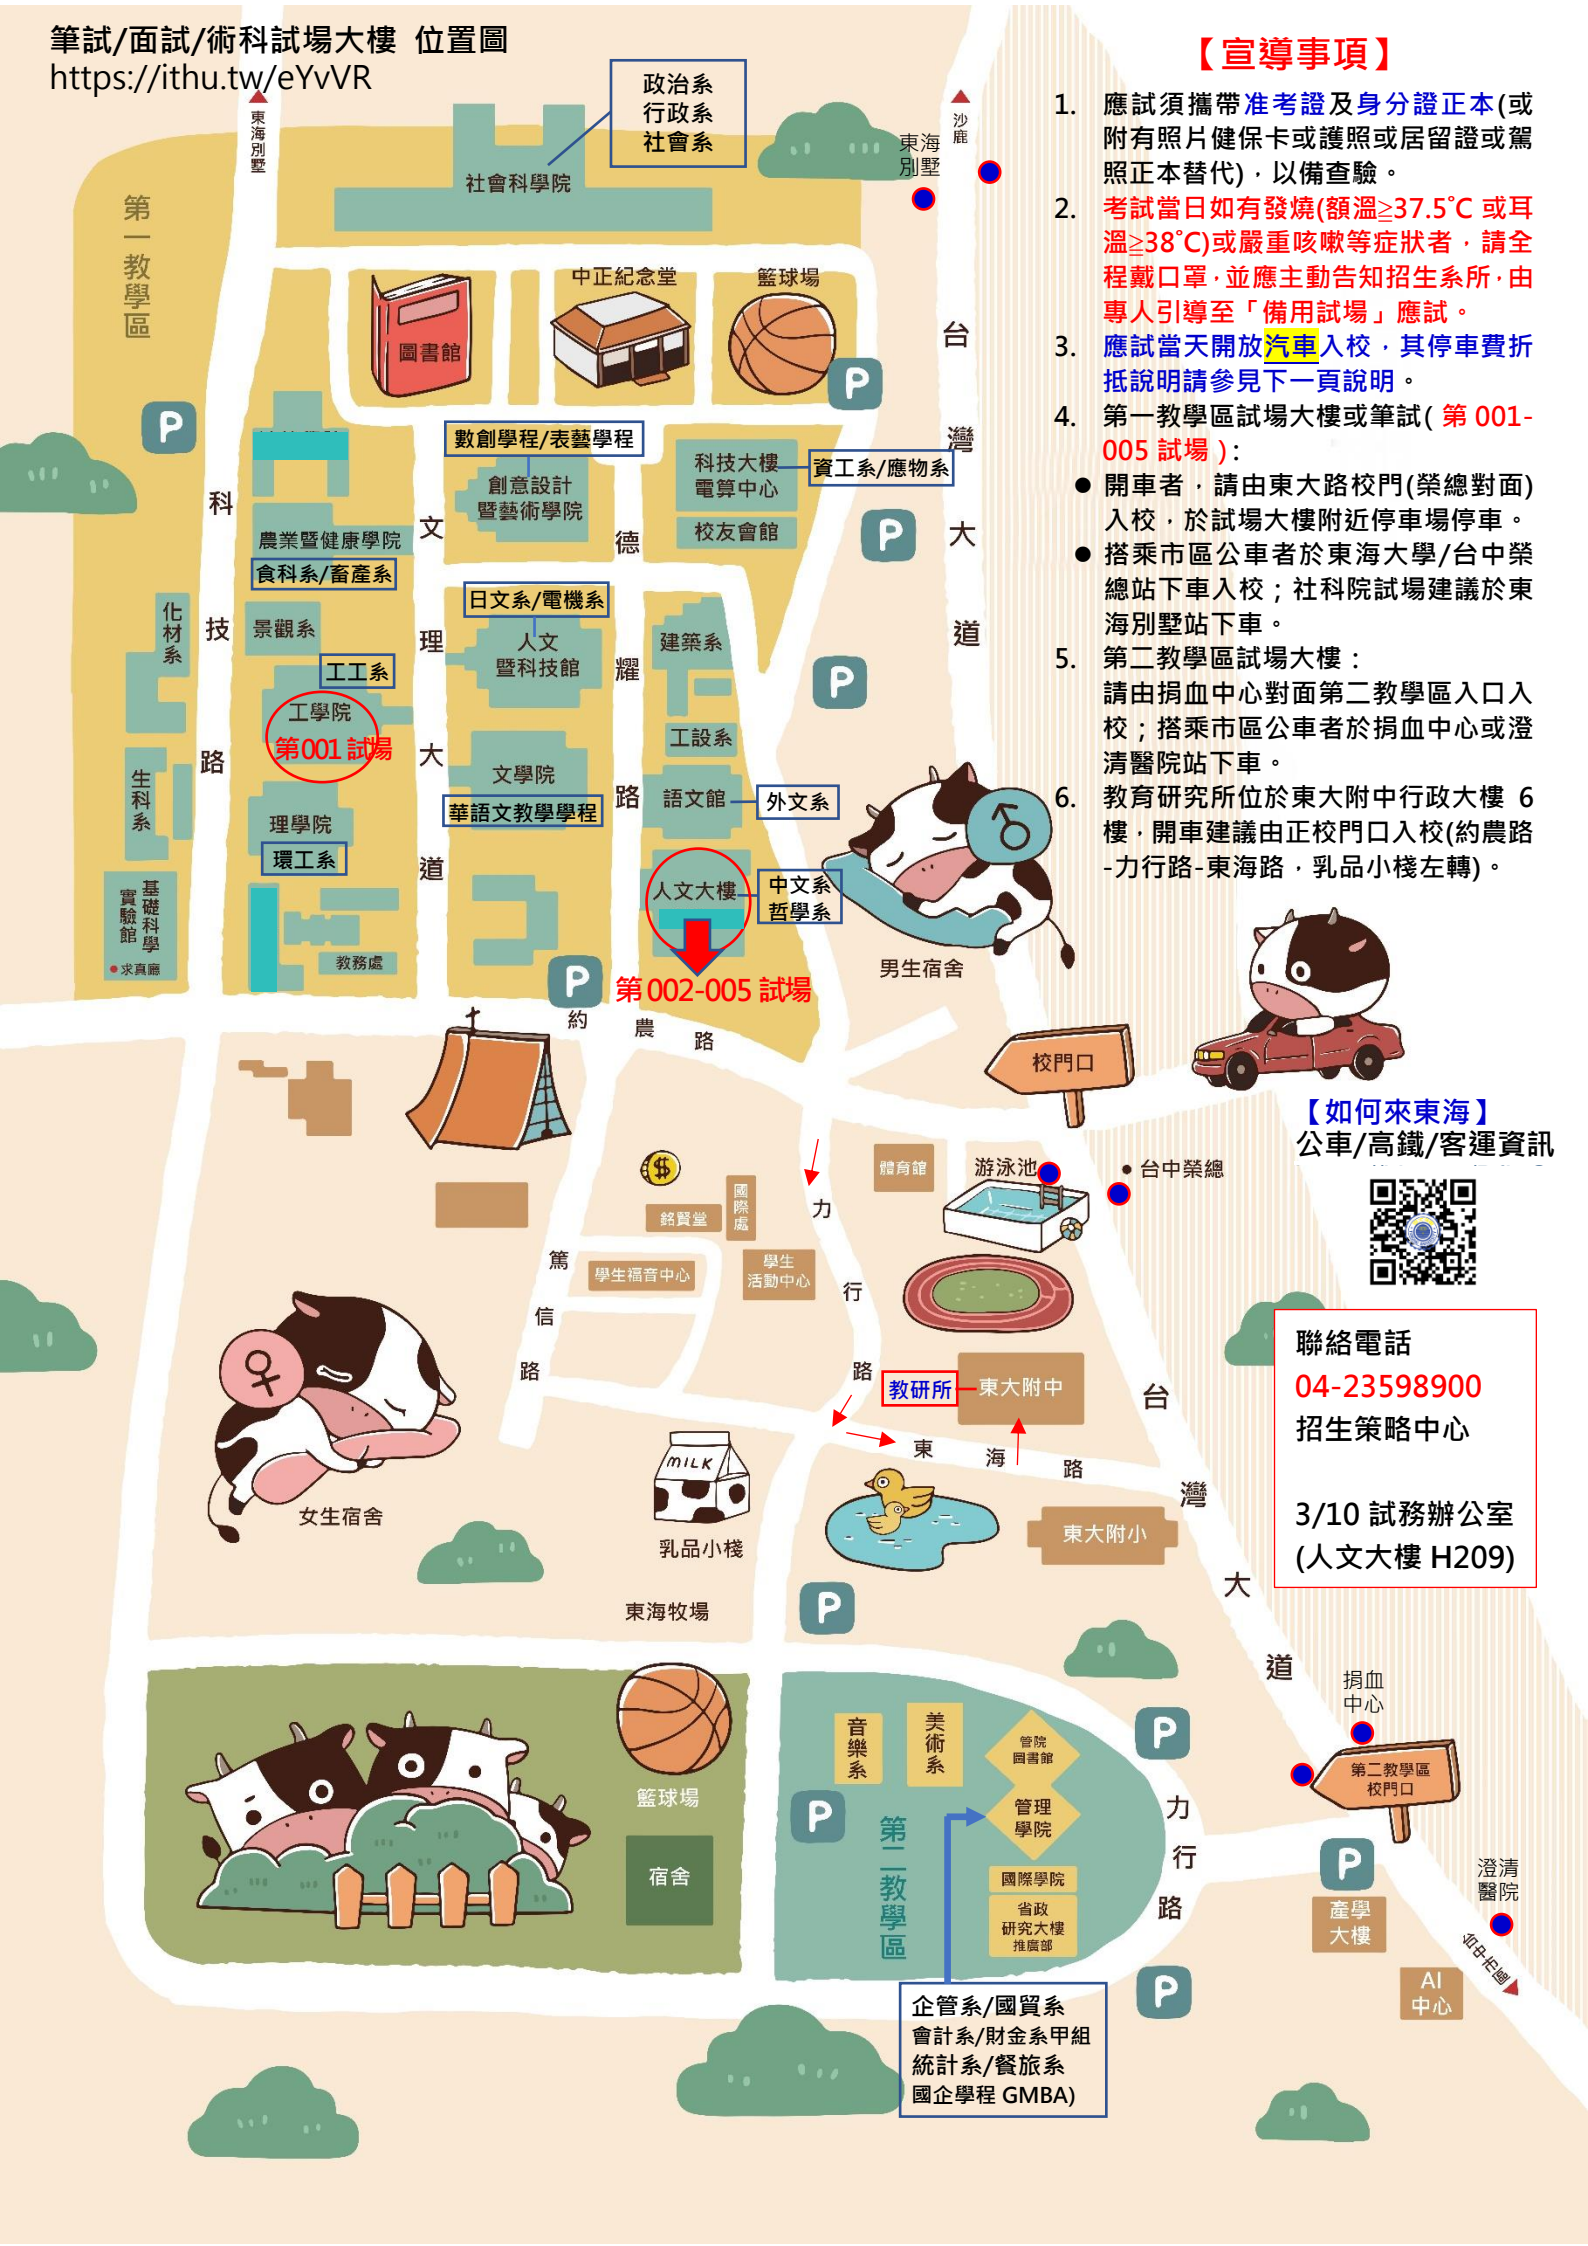 筆試/面試/術科試場大樓 位置圖
https://ithu.tw/eYvVR
【宣導事項】
1. 應試須攜帶准考證及身分證正本(或
附有照片健保卡或護照或居留證或駕
照正本替代)，以備查驗。
2. 考試當日如有發燒(額溫≧37.5˚C 或耳
溫≧38˚C)或嚴重咳嗽等症狀者，請全
程戴口罩，並應主動告知招生系所，由
專人引導至「備用試場」應試。
3. 應試當天開放汽車入校，其停車費折
抵說明請參見下一頁說明。
4. 第一教學區試場大樓或筆試( 第 001-
005 試場 )：
● 開車者，請由東大路校門(榮總對面)
入校，於試場大樓附近停車場停車。
● 搭乘市區公車者於東海大學/台中榮
總站下車入校；社科院試場建議於東
海別墅站下車。
5. 第二教學區試場大樓：
請由捐血中心對面第二教學區入口入
校；搭乘市區公車者於捐血中心或澄
清醫院站下車。
6. 教育研究所位於東大附中行政大樓 6
樓，開車建議由正校門口入校(約農路
-力行路-東海路，乳品小棧左轉)。
東海別墅
政治系
行政系
社會系
社會科學院
沙鹿
東海
別墅
第一教學區
圖書館
中正紀念堂
籃球場
P
P
數創學程/表藝學程
創意設計
暨藝術學院
科技大樓
電算中心
資工系/應物系
校友會館
P
農業暨健康學院
食科系/畜產系
日文系/電機系
人文
暨科技館
化材系
景觀系
建築系
工工系
工學院
第001 試場
P
工設系
文學院
華語文教學學程
語文館
外文系
生科系
理學院
環工系
人文大樓
中文系
哲學系
基礎科學
實驗館
求真廳
教務處
P
第 002-005 試場
男生宿舍
科技路
文理大道
德耀路
台灣大道
約農路
校門口
【如何來東海】
公車/高鐵/客運資訊
體育館
游泳池
台中榮總
$
銘賢堂
國際處
學生福音中心
學生
活動中心
篤信路
力行路
教研所
東大附中
東海路
台灣大道
聯絡電話
04-23598900
招生策略中心
3/10 試務辦公室
(人文大樓 H209)
女生宿舍
MILK
乳品小棧
東大附小
東海牧場
P
籃球場
宿舍
音樂系
美術系
管院
圖書館
管理
學院
國際學院
省政
研究大樓
推廣部
第二教學區
P
P
P
力行路
捐血
中心
第二教學區
校門口
P
產學
大樓
澄清
醫院
台中市區
AI
中心
企管系/國貿系
會計系/財金系甲組
統計系/餐旅系
國企學程 GMBA)